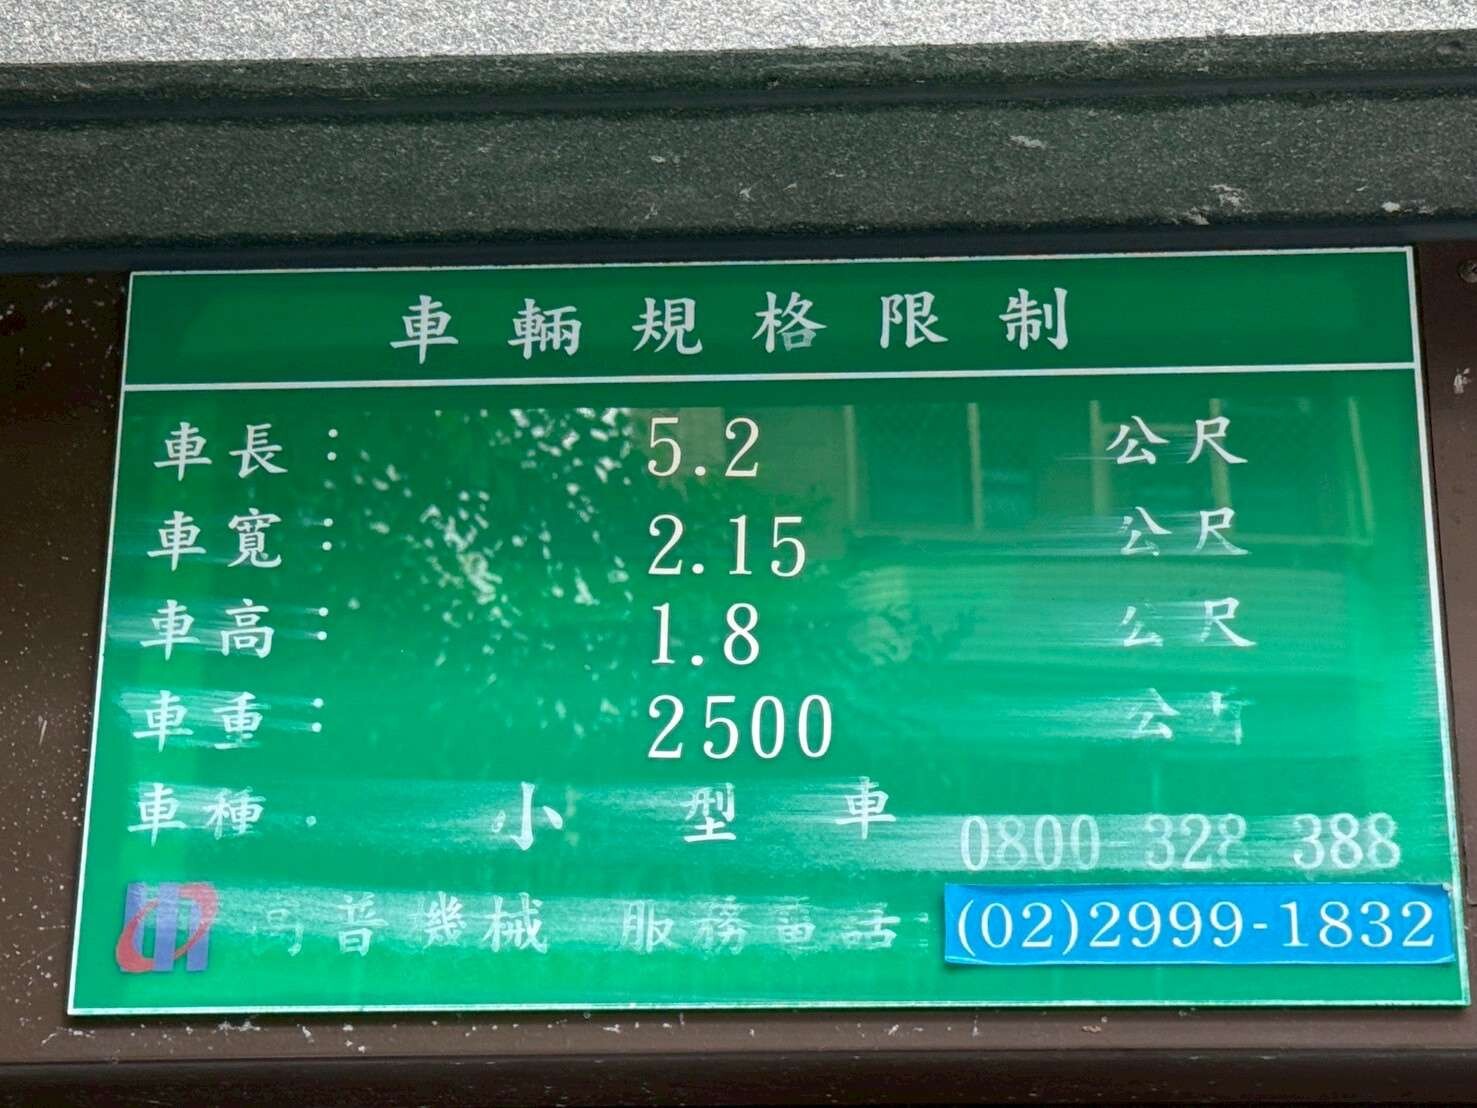 車輛規格限制
車長： 5.2 公尺
車寬： 2.15 公尺
車高： 1.8 公尺
車重： 2500 公
車種： 小型車
0800-328 388
高普機械 服務電話： (02)2999-1832